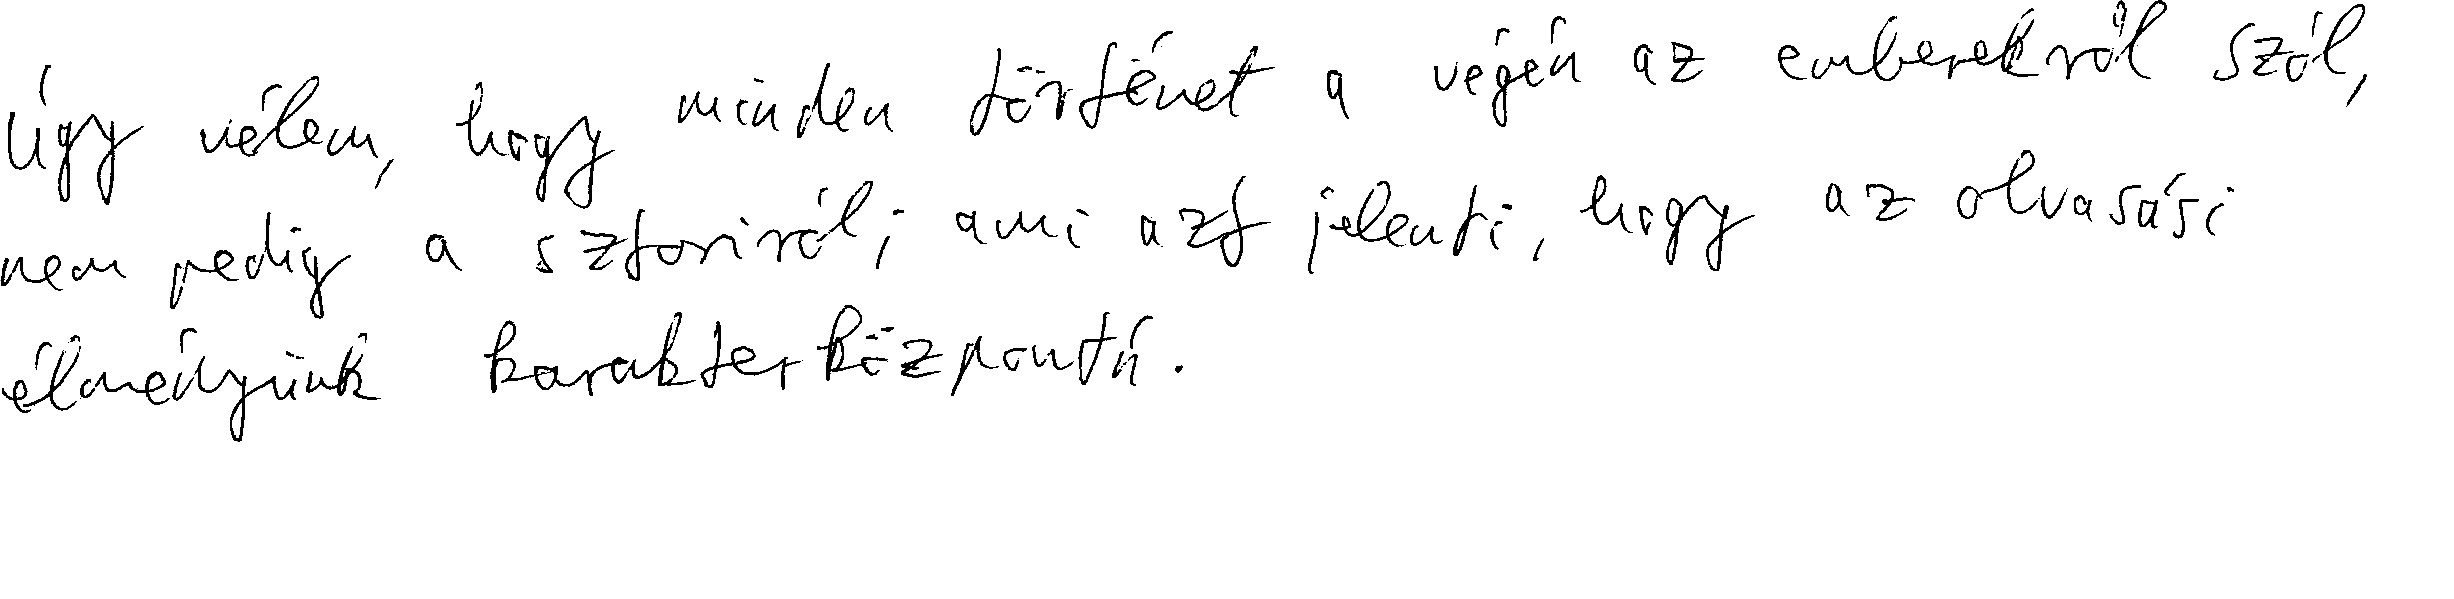 Úgy vélem, hogy minden történet a végén az emberekről szól,
nem pedig a sztoriról; ami azt jelenti, hogy az olvasási
élményünk karakterközpontú.